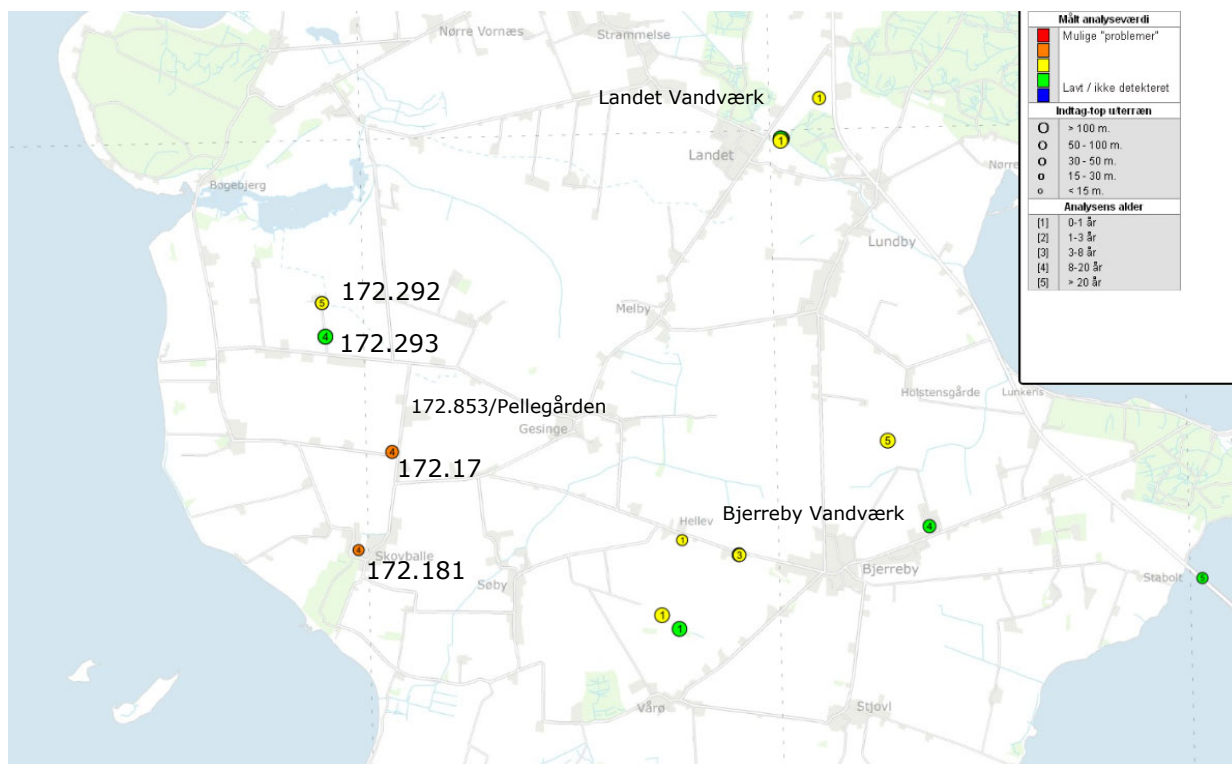 Nørre Vornæs
Strammelse
Landet Vandværk
1
1
Landet
Nørre
Bøgebjerg
Lundby
5
172.292
Melby
4
172.293
Holstensgårde
Lunkeris
172.853/Pellegården
Gesinge
5
4
172.17
Bjerreby Vandværk
Hellev
4
1
3
4
Skovballe
172.181
Søby
Bjerreby
Stabolt
5
1
1
Vårø
Stjovl
Målt analyseværdi
Mulige "problemer"
Lavt / ikke detekteret
Indtag-top u/terræn
O > 100 m.
O 50 - 100 m.
O 30 - 50 m.
o 15 - 30 m.
o < 15 m.
Analysens alder
[1] 0-1 år
[2] 1-3 år
[3] 3-8 år
[4] 8-20 år
[5] > 20 år